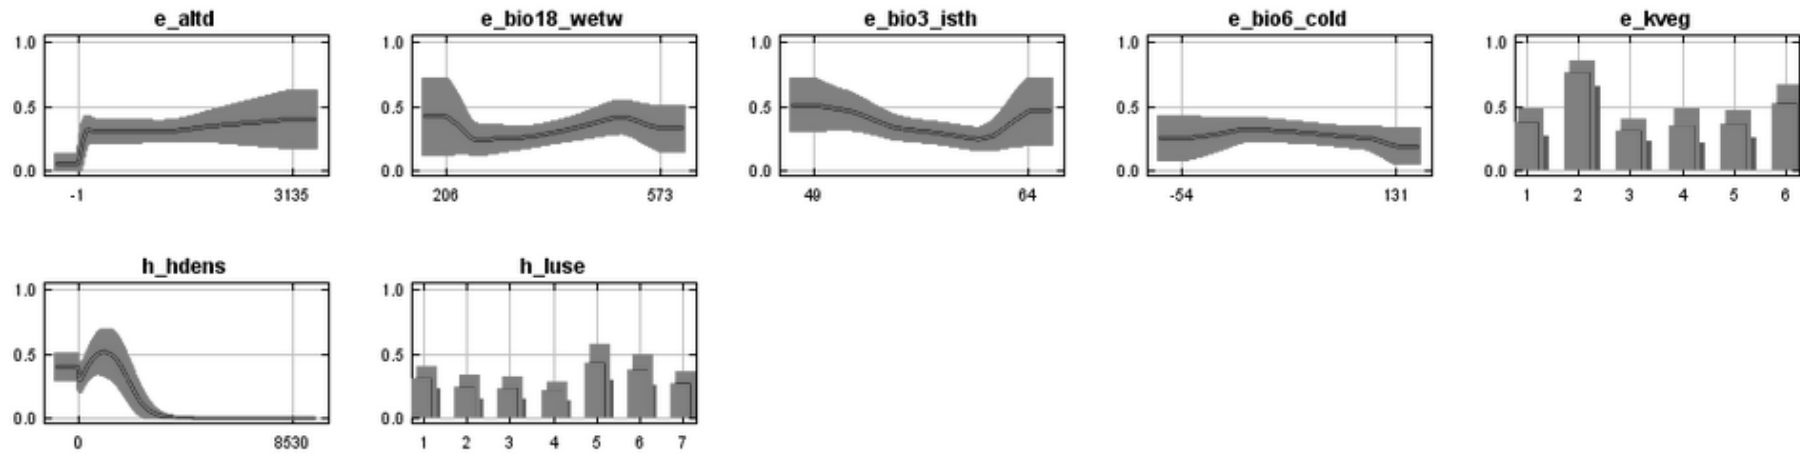 e_altd e_bio18_wetw e_bio3_isth e_bio6_cold e_kveg
1.0 1.0 1.0 1.0 1.0
0.5 0.5 0.5 0.5 0.5
0.0 0.0 0.0 0.0 0.0
-1 3135 206 573 49 64 -54 131 1 2 3 4 5 6
h_hdens h_luse
1.0 1.0
0.5 0.5
0.0 0.0
0 8530 1 2 3 4 5 6 7